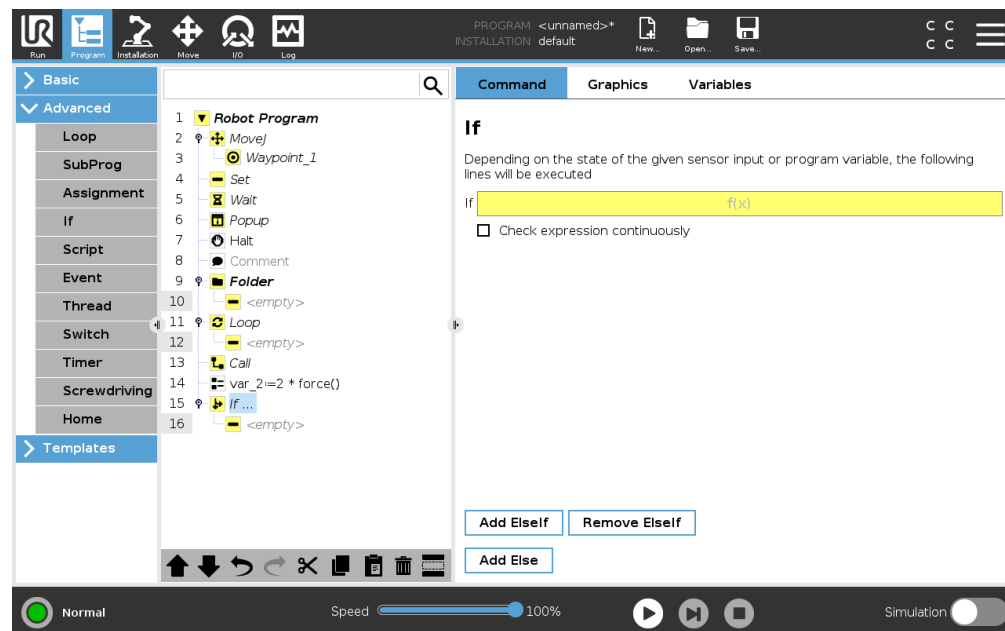 UR
PROGRAM <unnamed>*
INSTALLATION default
Run
Program
Installation
Move
I/O
Log
New...
Open...
Save...
C C
C C
Basic
Advanced
Loop
SubProg
Assignment
If
Script
Event
Thread
Switch
Timer
Screwdriving
Home
Templates
1 Robot Program
2 MoveJ
3 Waypoint_1
4 Set
5 Wait
6 Popup
7 Halt
8 Comment
9 Folder
10 <empty>
11 Loop
12 <empty>
13 Call
14 var_2:=2 * force()
15 If ...
16 <empty>
Command Graphics Variables
If
Depending on the state of the given sensor input or program variable, the following
lines will be executed
If f(x)
Check expression continuously
Add ElseIf Remove ElseIf
Add Else
Normal
Speed 100%
Simulation